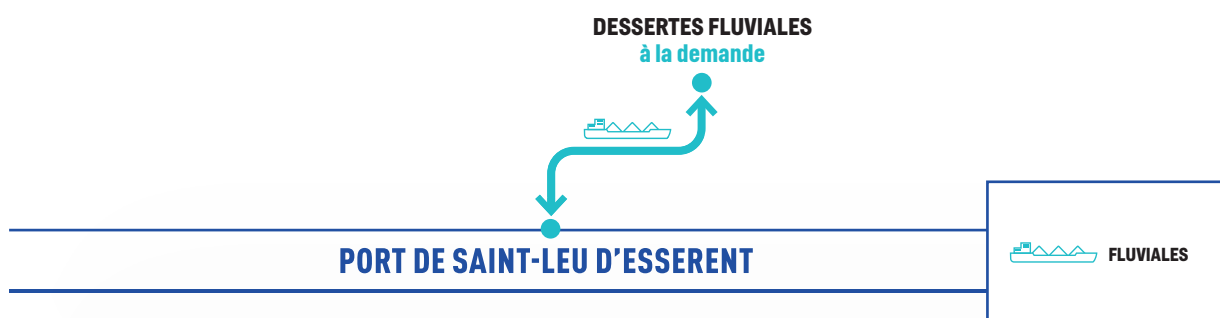 DESSERTES FLUVIALES
à la demande
PORT DE SAINT-LEU D’ESSERENT
FLUVIALES